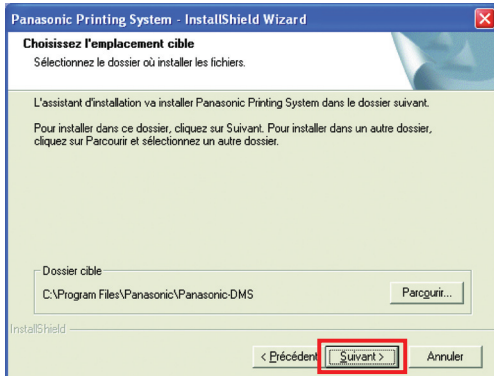 Panasonic Printing System - InstallShield Wizard
Choisissez l'emplacement cible
Sélectionnez le dossier où installer les fichiers.
L'assistant d'installation va installer Panasonic Printing System dans le dossier suivant.
Pour installer dans ce dossier, cliquez sur Suivant. Pour installer dans un autre dossier,
cliquez sur Parcourir et sélectionnez un autre dossier.
Dossier cible
C:\Program Files\Panasonic\Panasonic-DMS
Parcourir...
InstallShield
< Précédent
Suivant >
Annuler